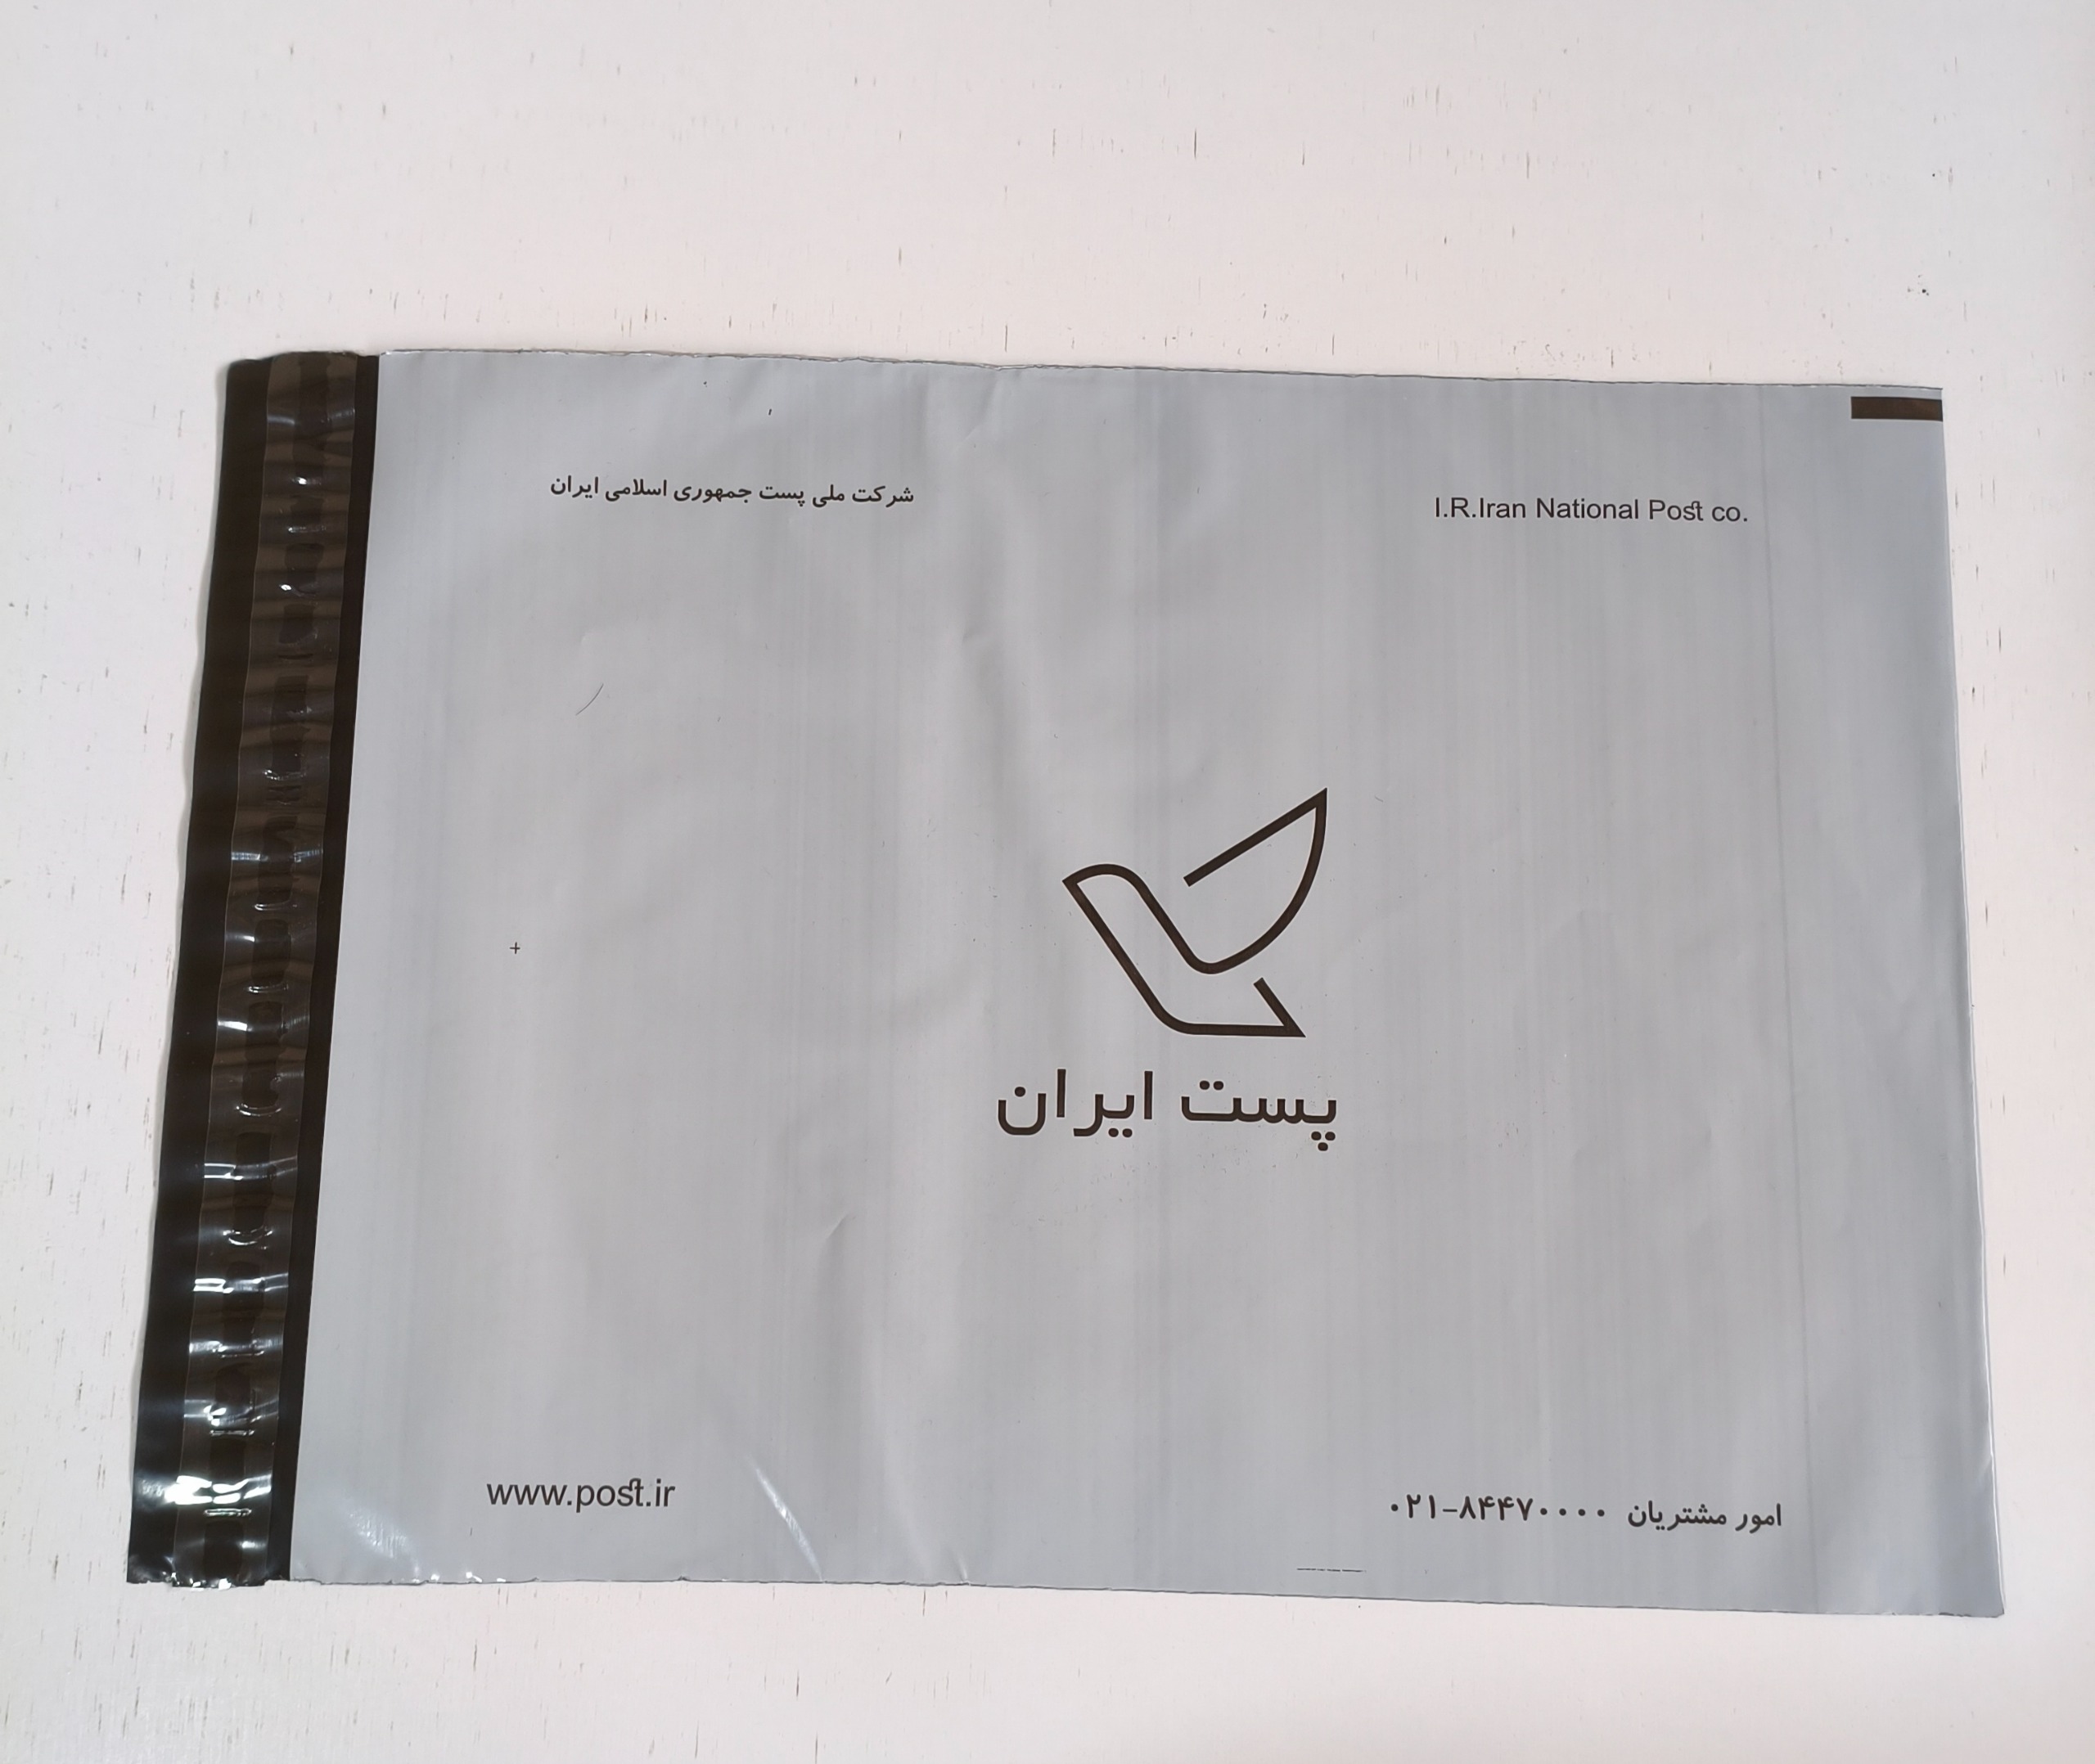 شرکت ملی پست جمهوری اسلامی ایران
I.R.Iran National Post co.
پست ایران
www.post.ir
امور مشتریان ۰۲۱-۸۴۴۷۰۰۰۰